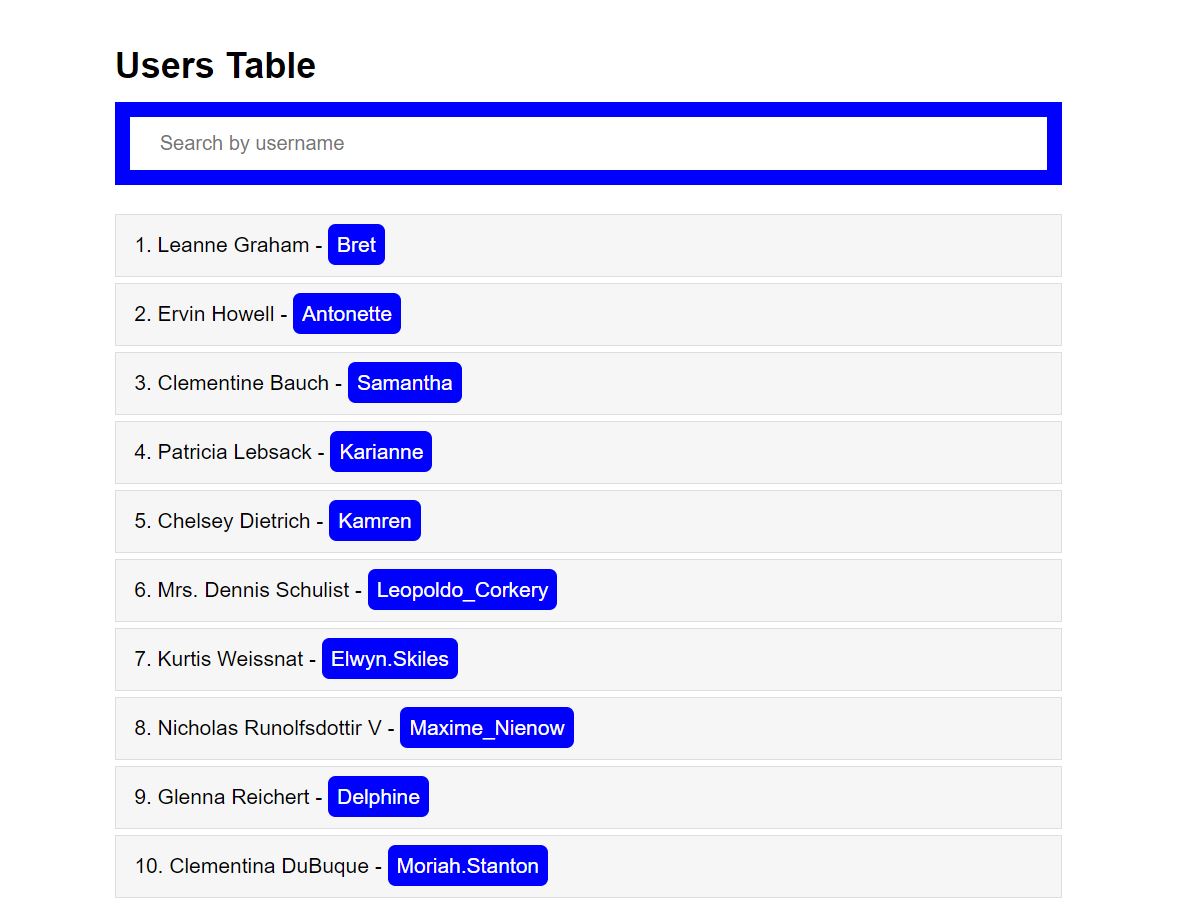 Users Table
Search by username
1. Leanne Graham - Bret
2. Ervin Howell - Antonette
3. Clementine Bauch - Samantha
4. Patricia Lebsack - Karianne
5. Chelsey Dietrich - Kamren
6. Mrs. Dennis Schulist - Leopoldo_Corkery
7. Kurtis Weissnat - Elwyn.Skiles
8. Nicholas Runolfsdottir V - Maxime_Nienow
9. Glenna Reichert - Delphine
10. Clementina DuBuque - Moriah.Stanton